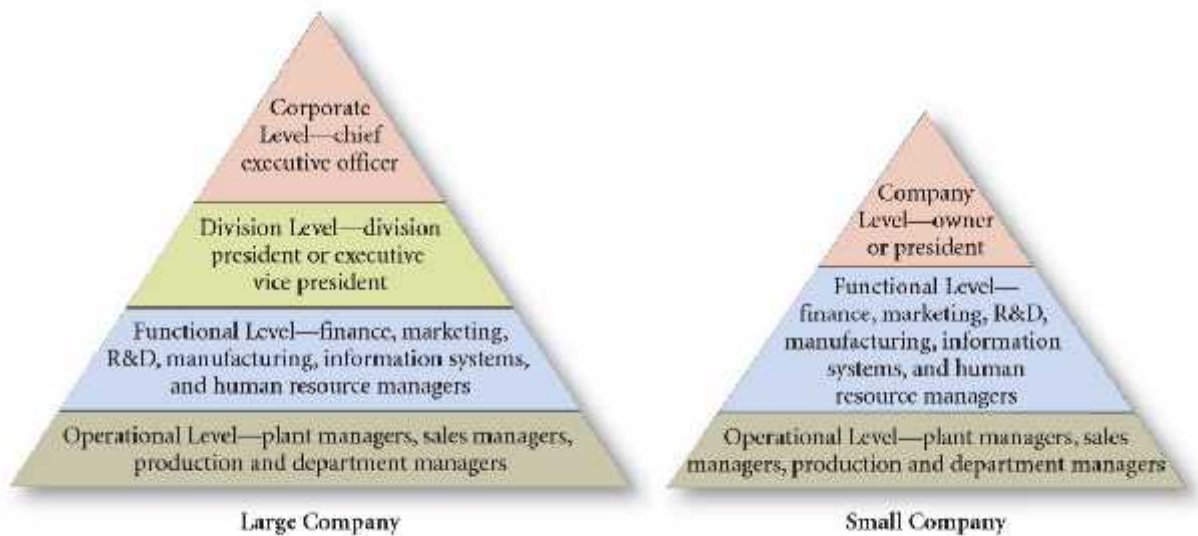 Corporate
Level—chief
executive officer
Division Level—division
president or executive
vice president
Functional Level—finance, marketing,
R&D, manufacturing, information systems,
and human resource managers
Operational Level—plant managers, sales managers,
production and department managers
Large Company
Company
Level—owner
or president
Functional Level—
finance, marketing, R&D,
manufacturing, information
systems, and human
resource managers
Operational Level—plant managers, sales
managers, production and department managers
Small Company